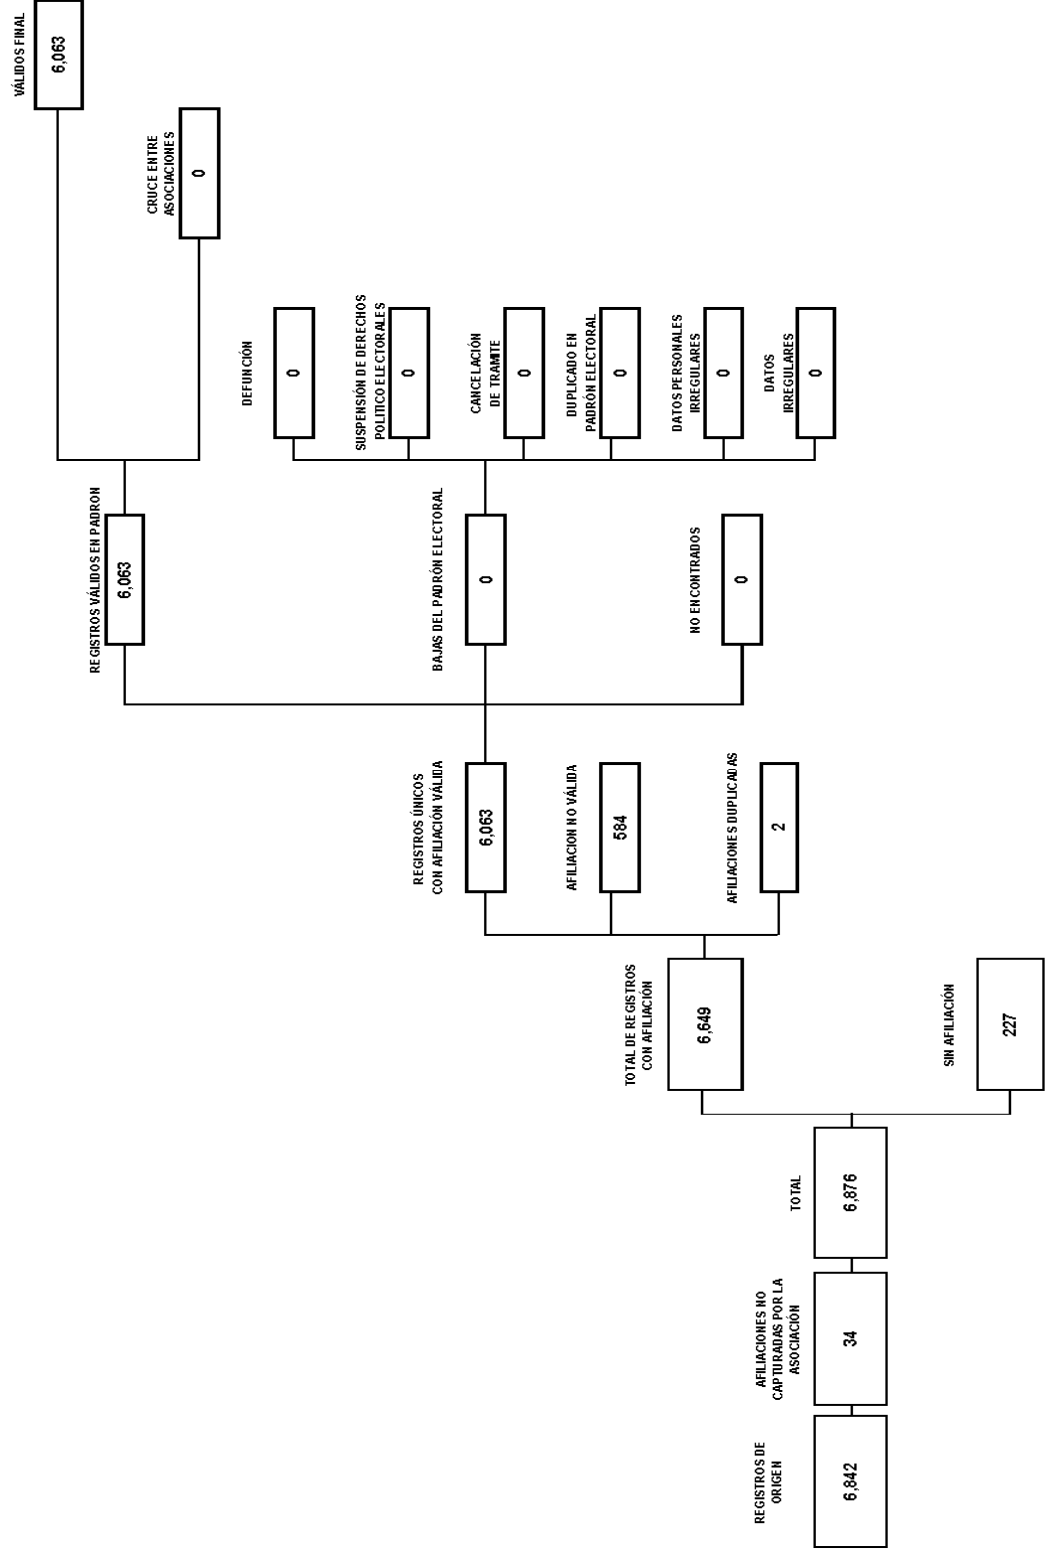 REGISTROS DE
ORIGEN
6,842
AFILIACIONES NO
CAPTURADAS POR LA
ASOCIACIÓN
34
TOTAL
6,876
TOTAL DE REGISTROS
CON AFILIACIÓN
6,649
SIN AFILIACIÓN
227
REGISTROS ÚNICOS
CON AFILIACIÓN VÁLIDA
6,063
AFILIACION NO VÁLIDA
584
AFILIACIONES DUPLICADAS
2
REGISTROS VÁLIDOS EN PADRON
6,063
BAJAS DEL PADRÓN ELECTORAL
0
NO ENCONTRADOS
0
DEFUNCIÓN
0
SUSPENSIÓN DE DERECHOS
POLITICO ELECTORALES
0
CANCELACIÓN
DE TRAMITE
0
DUPLICADO EN
PADRÓN ELECTORAL
0
DATOS PERSONALES
IRREGULARES
0
DATOS
IRREGULARES
0
CRUCE ENTRE
ASOCIACIONES
0
VÁLIDOS FINAL
6,063